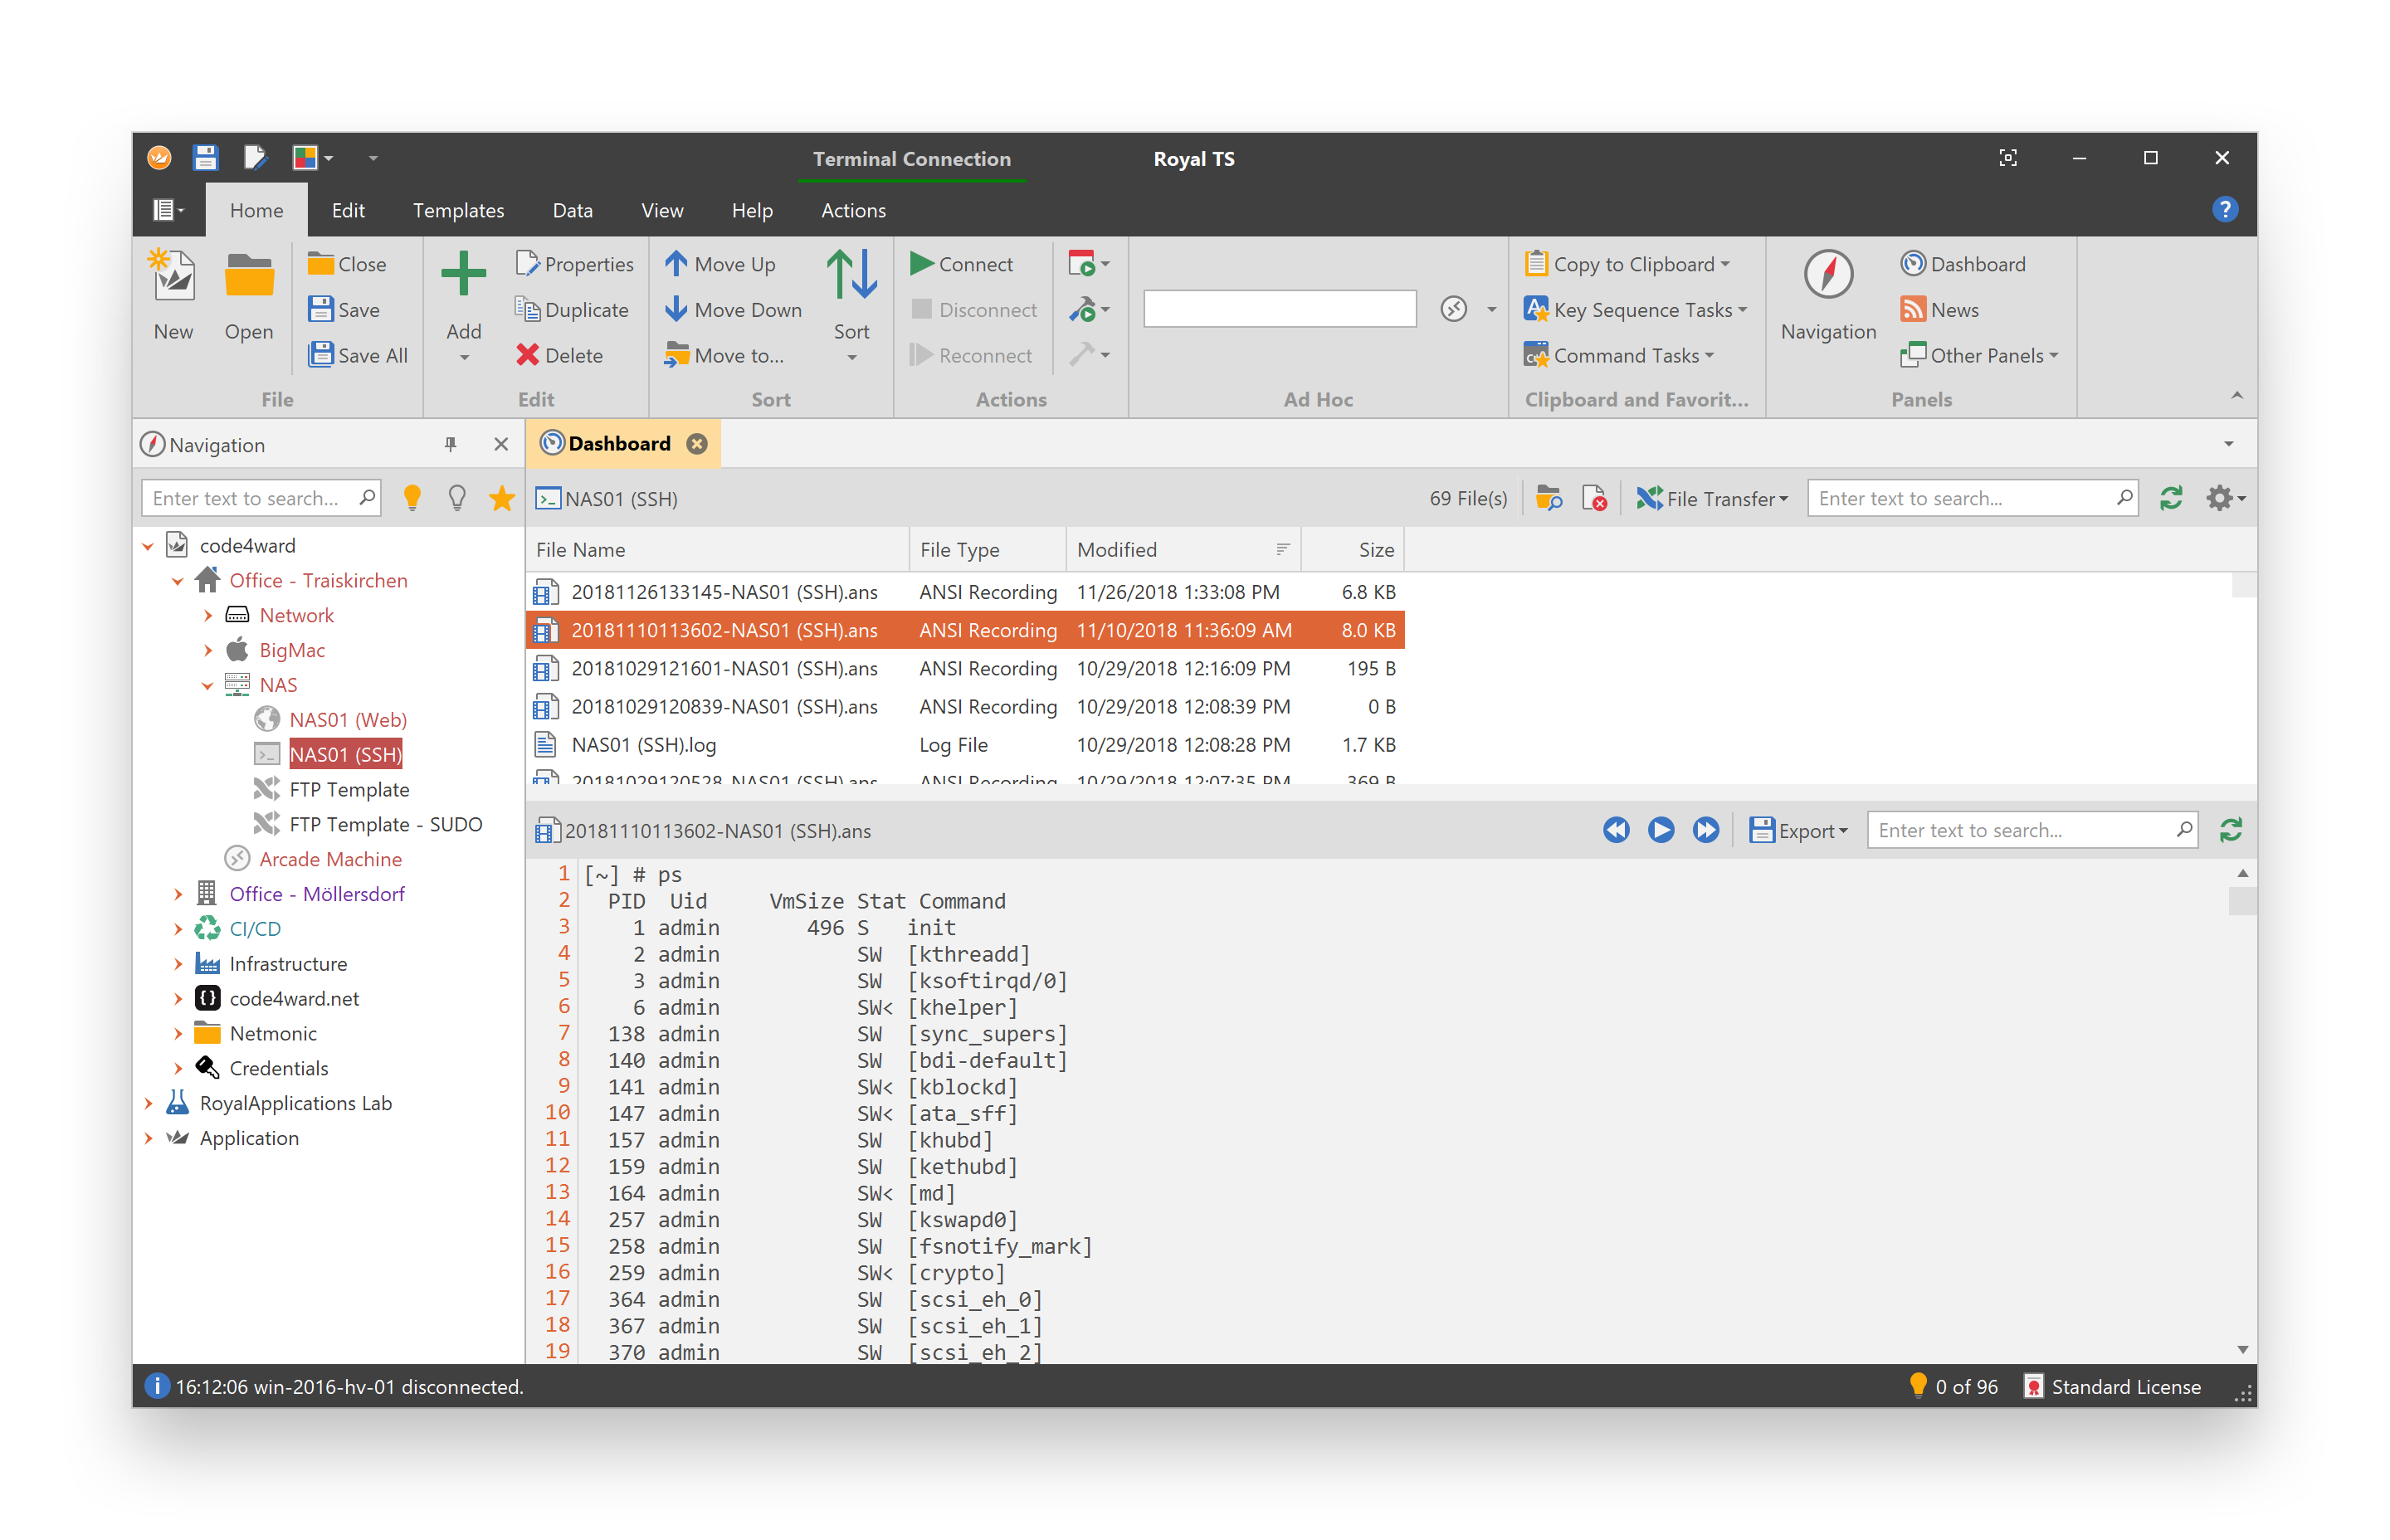 Terminal Connection
Royal TS
Home Edit Templates Data View Help Actions
?
New
Open
Close
Save
Save All
File
Add
Properties
Duplicate
Delete
Edit
Move Up
Move Down
Move to...
Sort
Sort
Connect
Disconnect
Reconnect
Actions
Ad Hoc
Copy to Clipboard
Key Sequence Tasks
Command Tasks
Clipboard and Favorit...
Navigation
Dashboard
News
Other Panels
Panels
Navigation
Enter text to search...
code4ward
Office - Traiskirchen
Network
BigMac
NAS
NAS01 (Web)
NAS01 (SSH)
FTP Template
FTP Template - SUDO
Arcade Machine
Office - Möllersdorf
CI/CD
Infrastructure
code4ward.net
Netmonic
Credentials
RoyalApplications Lab
Application
Dashboard
NAS01 (SSH)
69 File(s)
File Transfer
Enter text to search...
File Name File Type Modified Size
20181126133145-NAS01 (SSH).ans ANSI Recording 11/26/2018 1:33:08 PM 6.8 KB
20181110113602-NAS01 (SSH).ans ANSI Recording 11/10/2018 11:36:09 AM 8.0 KB
20181029121601-NAS01 (SSH).ans ANSI Recording 10/29/2018 12:16:09 PM 195 B
20181029120839-NAS01 (SSH).ans ANSI Recording 10/29/2018 12:08:39 PM 0 B
NAS01 (SSH).log Log File 10/29/2018 12:08:28 PM 1.7 KB
20181029120528-NAS01 (SSH).ans ANSI Recording 10/29/2018 12:07:35 PM 369 B
20181110113602-NAS01 (SSH).ans
Export
Enter text to search...
1 [~] # ps
2 PID Uid VmSize Stat Command
3 1 admin 496 S init
4 2 admin SW [kthreadd]
5 3 admin SW [ksoftirqd/0]
6 6 admin SW< [khelper]
7 138 admin SW [sync_supers]
8 140 admin SW [bdi-default]
9 141 admin SW< [kblockd]
10 147 admin SW< [ata_sff]
11 157 admin SW [khubd]
12 159 admin SW [kethubd]
13 164 admin SW< [md]
14 257 admin SW [kswapd0]
15 258 admin SW [fsnotify_mark]
16 259 admin SW< [crypto]
17 364 admin SW [scsi_eh_0]
18 367 admin SW [scsi_eh_1]
19 370 admin SW [scsi_eh_2]
16:12:06 win-2016-hv-01 disconnected.
0 of 96
Standard License